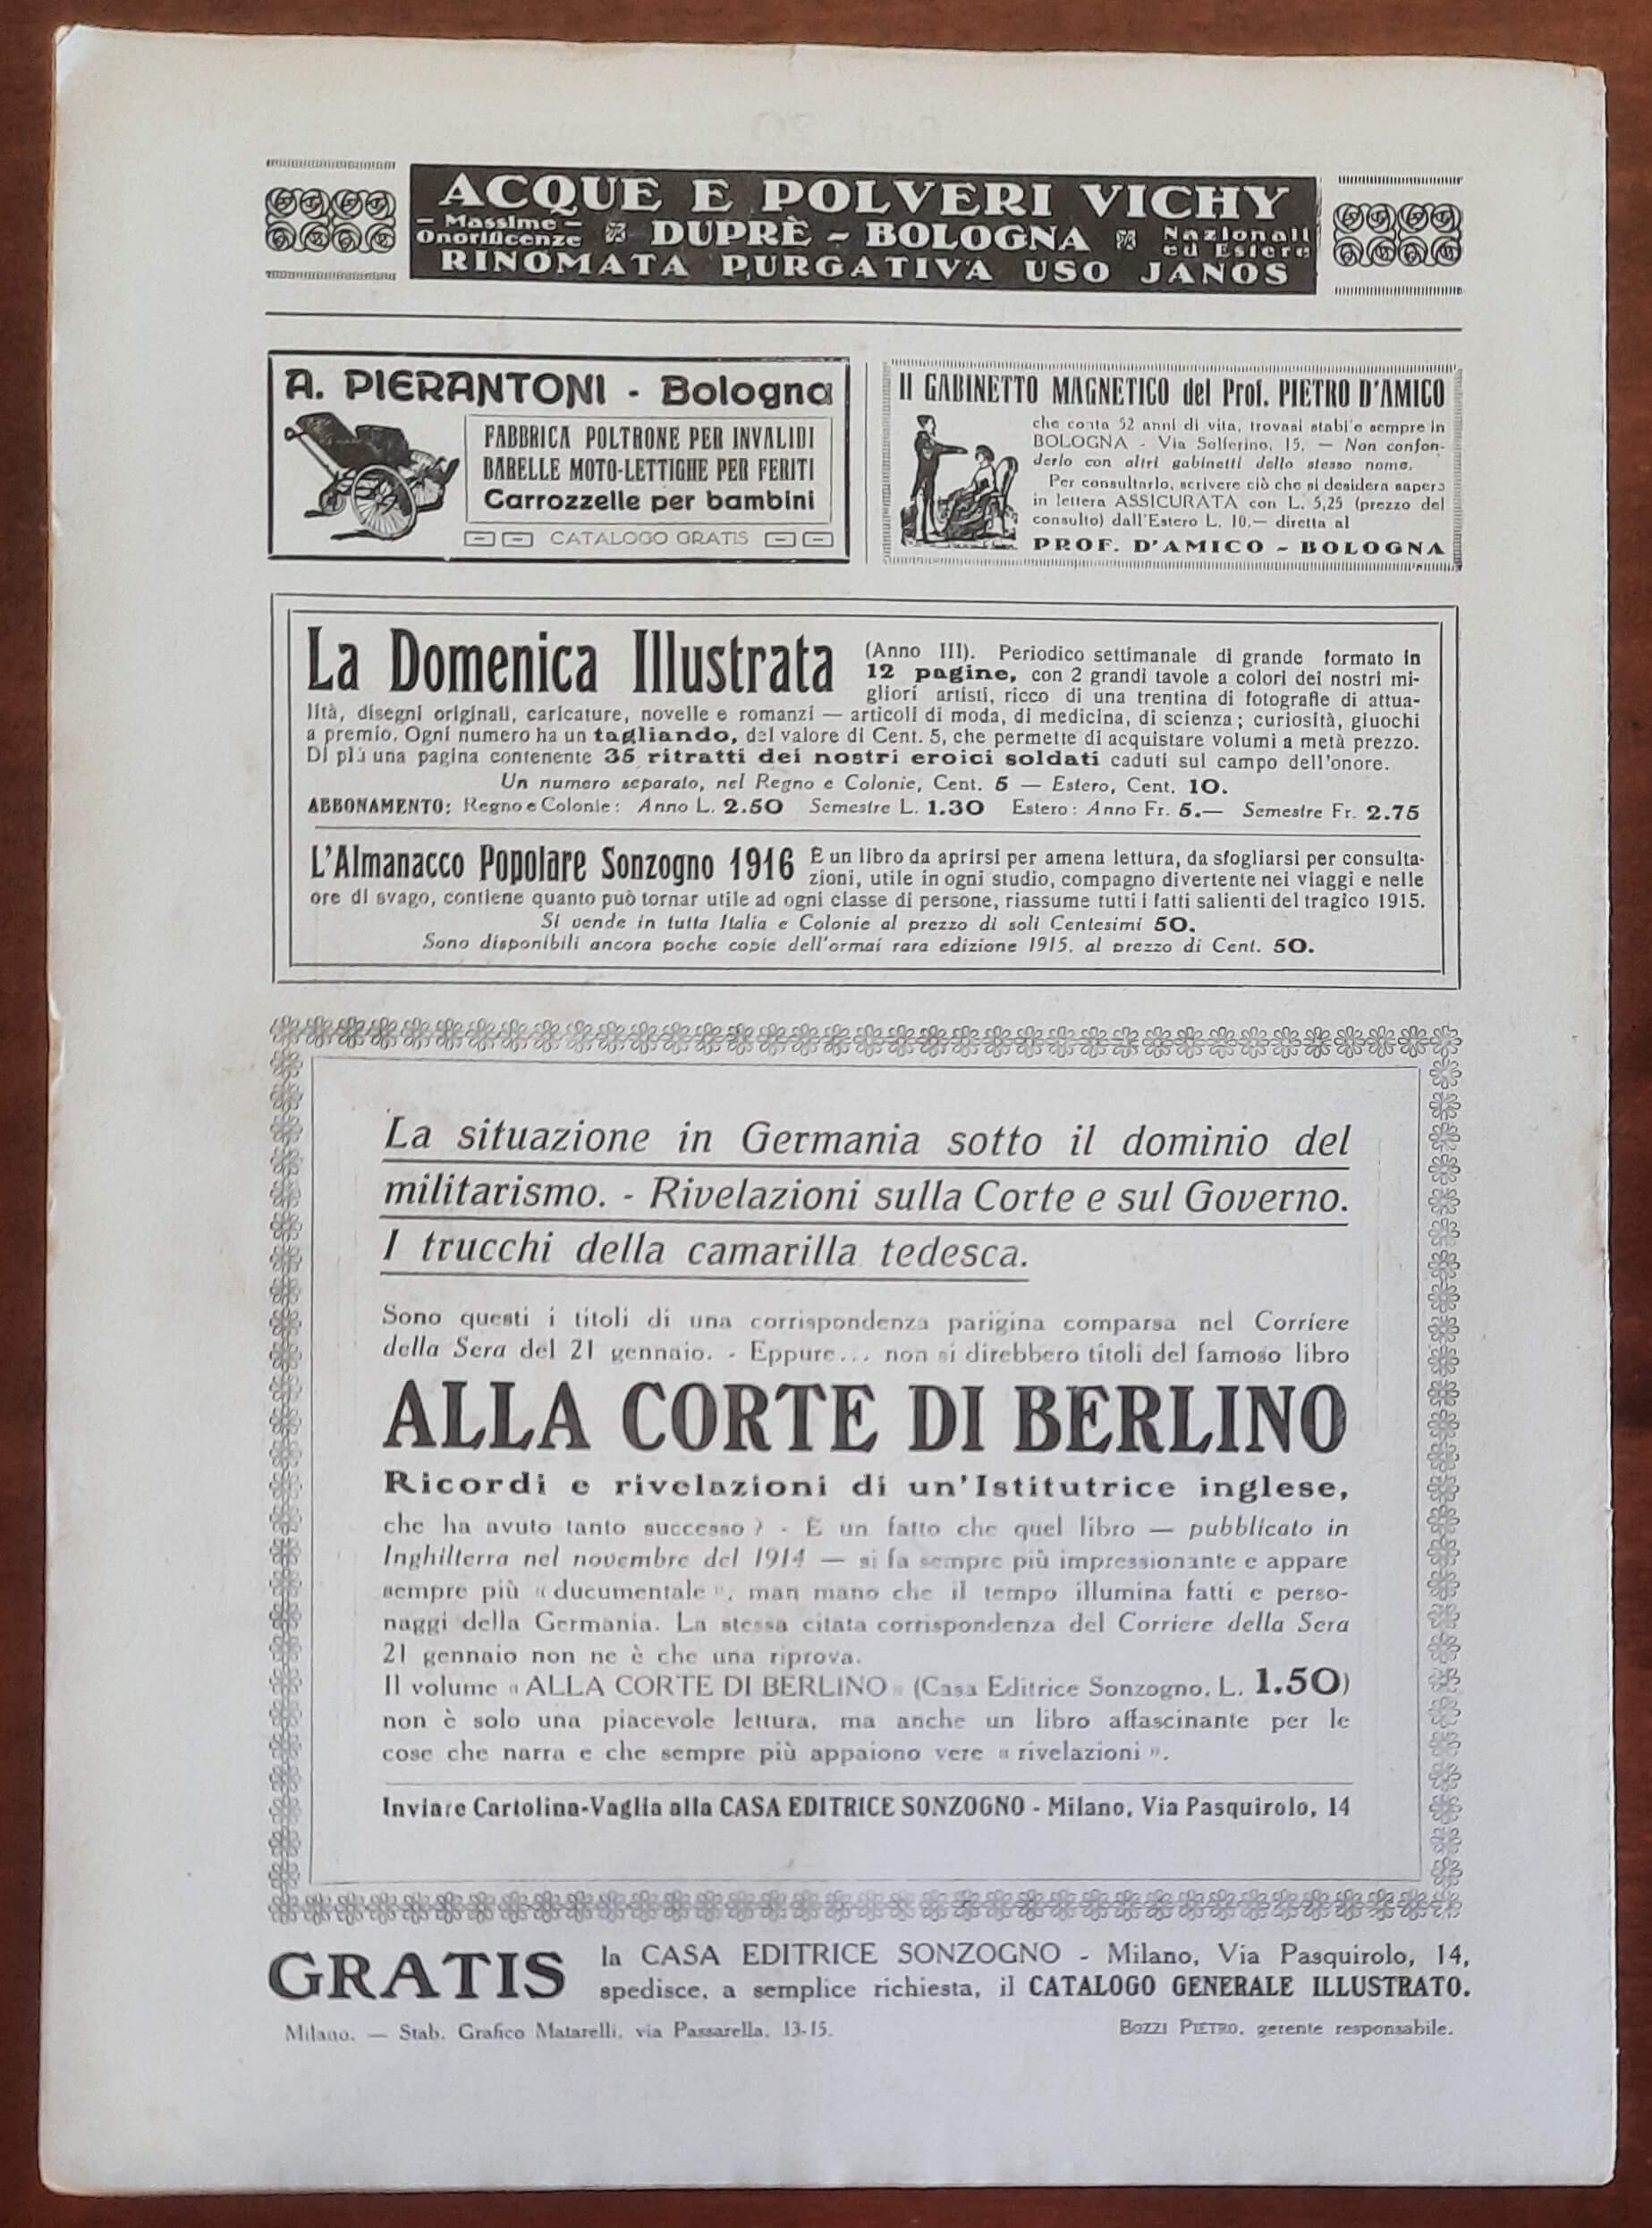 ACQUE E POLVERI VICHY
— Massime —
Onorificenze
DUPRÈ - BOLOGNA
Nazionali
ed Estere
RINOMATA PURGATIVA USO JANOS
A. PIERANTONI - Bologna
FABBRICA POLTRONE PER INVALIDI
BARELLE MOTO-LETTIGHE PER FERITI
Carrozzelle per bambini
CATALOGO GRATIS
Il GABINETTO MAGNETICO del Prof. PIETRO D'AMICO
che conta 52 anni di vita, trovasi stabile sempre in
BOLOGNA - Via Solferino, 15. — Non confon-
derlo con altri gabinetti dello stesso nome.
Per consultarlo, scrivere ciò che si desidera sapere
in lettera ASSICURATA con L. 5,25 (prezzo del
consulto) dall'Estero L. 10.— diretta al
PROF. D'AMICO - BOLOGNA
La Domenica Illustrata
(Anno III). Periodico settimanale di grande formato in
12 pagine, con 2 grandi tavole a colori dei nostri mi-
gliori artisti, ricco di una trentina di fotografie di attua-
lità, disegni originali, caricature, novelle e romanzi — articoli di moda, di medicina, di scienza; curiosità, giuochi
a premio. Ogni numero ha un tagliando, del valore di Cent. 5, che permette di acquistare volumi a metà prezzo.
Di più una pagina contenente 35 ritratti dei nostri eroici soldati caduti sul campo dell'onore.
Un numero separato, nel Regno e Colonie, Cent. 5 — Estero, Cent. 10.
ABBONAMENTO: Regno e Colonie: Anno L. 2.50 Semestre L. 1.30 Estero: Anno Fr. 5.— Semestre Fr. 2.75
L'Almanacco Popolare Sonzogno 1916
È un libro da aprirsi per amena lettura, da sfogliarsi per consulta-
zioni, utile in ogni studio, compagno divertente nei viaggi e nelle
ore di svago, contiene quanto può tornar utile ad ogni classe di persone, riassume tutti i fatti salienti del tragico 1915.
Si vende in tutta Italia e Colonie al prezzo di soli Centesimi 50.
Sono disponibili ancora poche copie dell'ormai rara edizione 1915, al prezzo di Cent. 50.
La situazione in Germania sotto il dominio del
militarismo. - Rivelazioni sulla Corte e sul Governo.
I trucchi della camarilla tedesca.
Sono questi i titoli di una corrispondenza parigina comparsa nel Corriere
della Sera del 21 gennaio. - Eppure... non si direbbero titoli del famoso libro
ALLA CORTE DI BERLINO
Ricordi e rivelazioni di un'Istitutrice inglese,
che ha avuto tanto successo? - È un fatto che quel libro — pubblicato in
Inghilterra nel novembre del 1914 — si fa sempre più impressionante e appare
sempre più «ducumentale», man mano che il tempo illumina fatti e perso-
naggi della Germania. La stessa citata corrispondenza del Corriere della Sera
21 gennaio non ne è che una riprova.
Il volume «ALLA CORTE DI BERLINO» (Casa Editrice Sonzogno, L. 1.50)
non è solo una piacevole lettura, ma anche un libro affascinante per le
cose che narra e che sempre più appaiono vere «rivelazioni».
Inviare Cartolina-Vaglia alla CASA EDITRICE SONZOGNO - Milano, Via Pasquirolo, 14
GRATIS
la CASA EDITRICE SONZOGNO - Milano, Via Pasquirolo, 14,
spedisce, a semplice richiesta, il CATALOGO GENERALE ILLUSTRATO.
Milano. — Stab. Grafico Matarelli, via Passarella, 13-15.
BOZZI PIETRO, gerente responsabile.